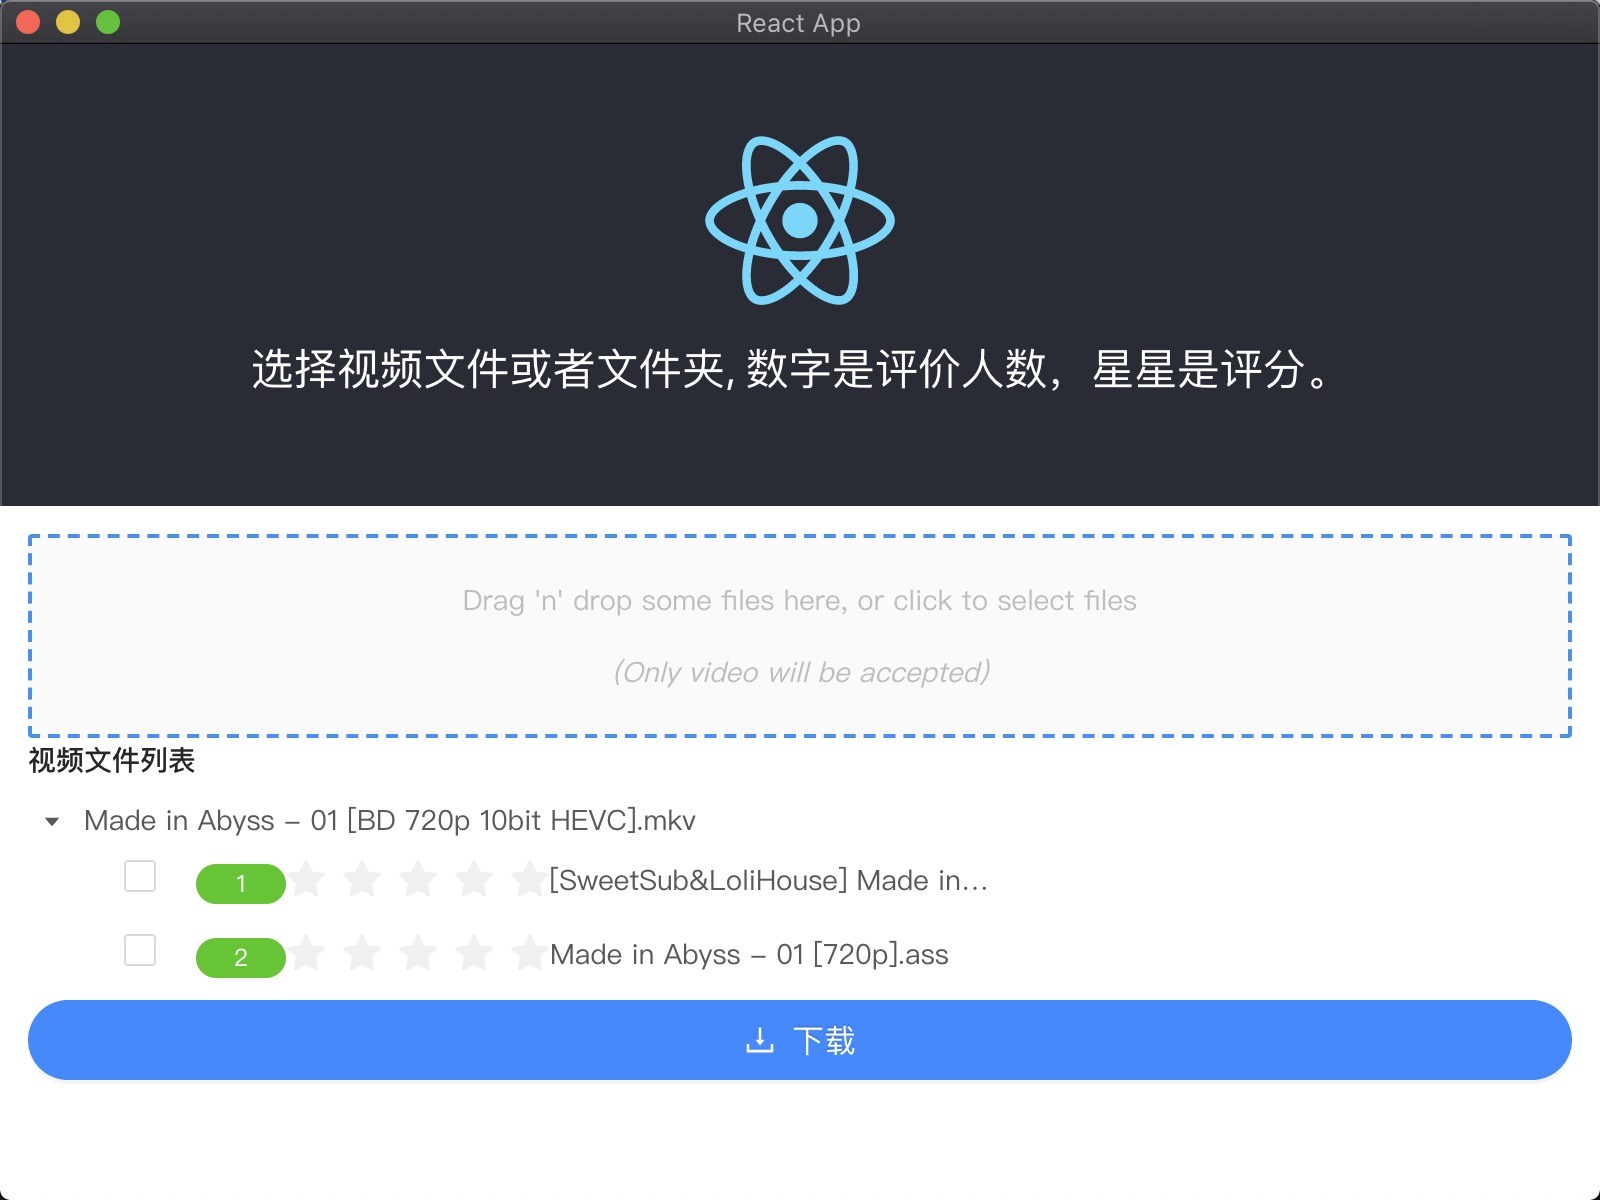 React App
选择视频文件或者文件夹, 数字是评价人数，星星是评分。
Drag 'n' drop some files here, or click to select files
(Only video will be accepted)
视频文件列表
Made in Abyss – 01 [BD 720p 10bit HEVC].mkv
1 [SweetSub&LoliHouse] Made in...
2 Made in Abyss – 01 [720p].ass
下载